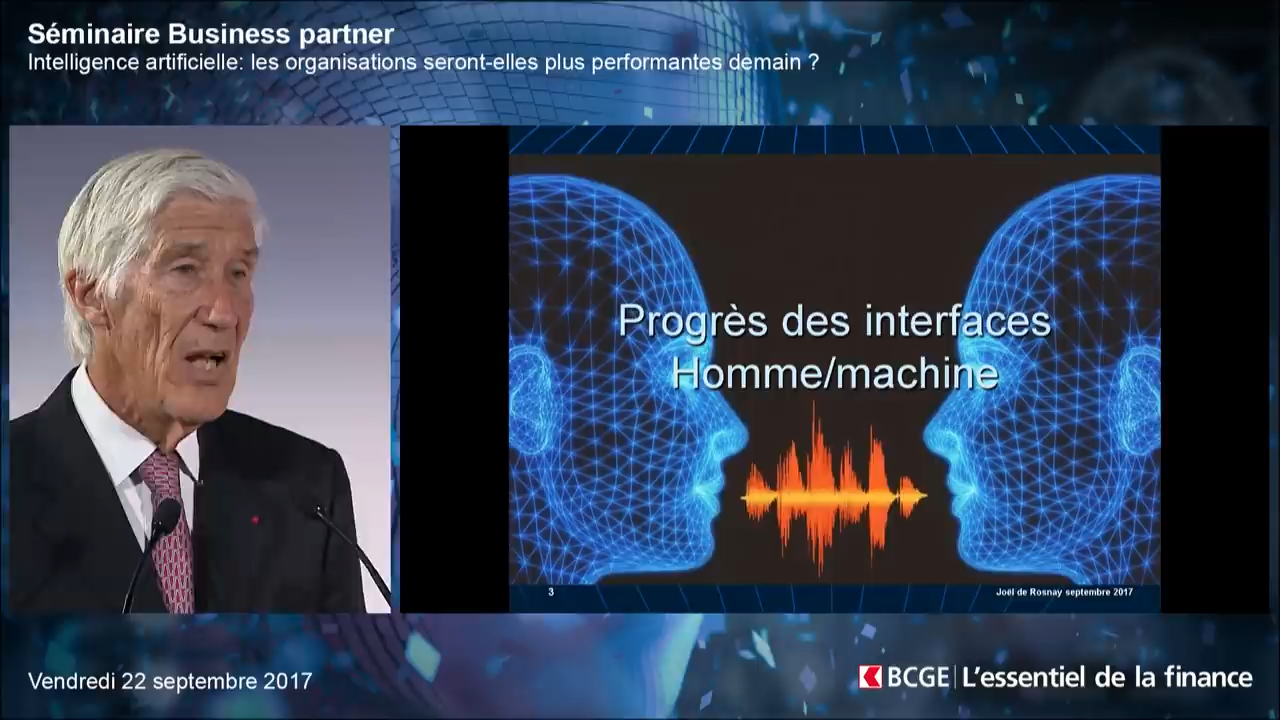 Séminaire Business partner
Intelligence artificielle: les organisations seront-elles plus performantes demain ?
Progrès des interfaces
Homme/machine
3
Joël de Rosnay septembre 2017
Vendredi 22 septembre 2017
BCGE L'essentiel de la finance